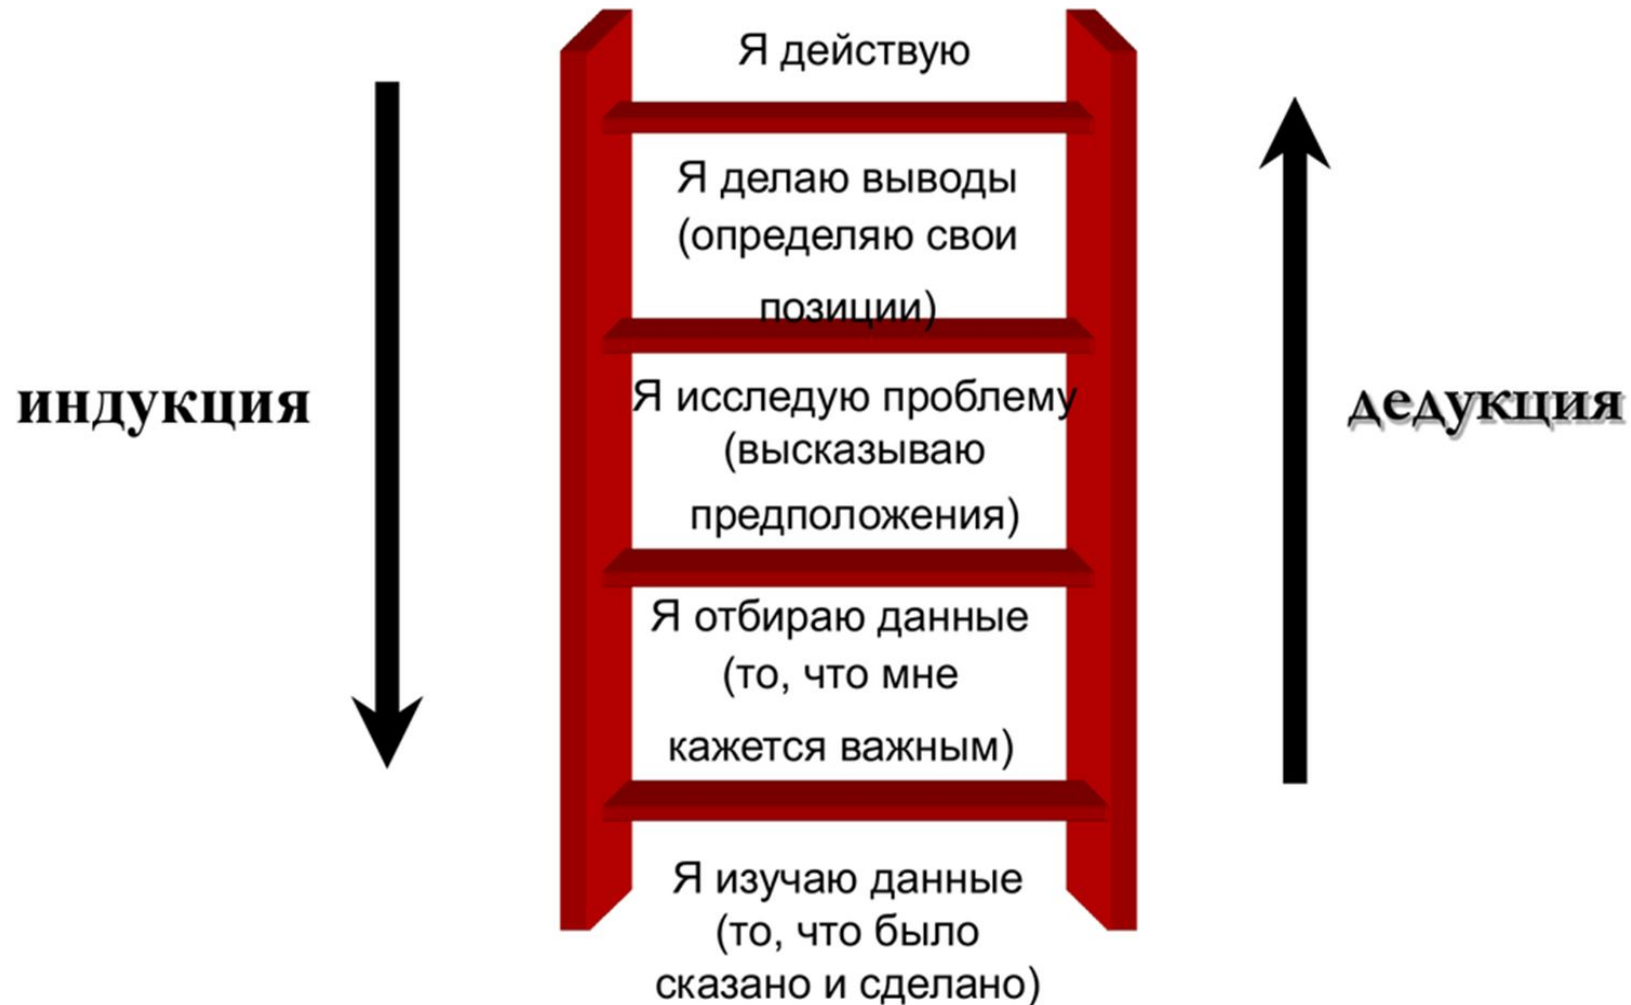 Я действую
Я делаю выводы
(определяю свои
позиции)
индукция
Я исследую проблему
(высказываю
предположения)
дедукция
Я отбираю данные
(то, что мне
кажется важным)
Я изучаю данные
(то, что было
сказано и сделано)